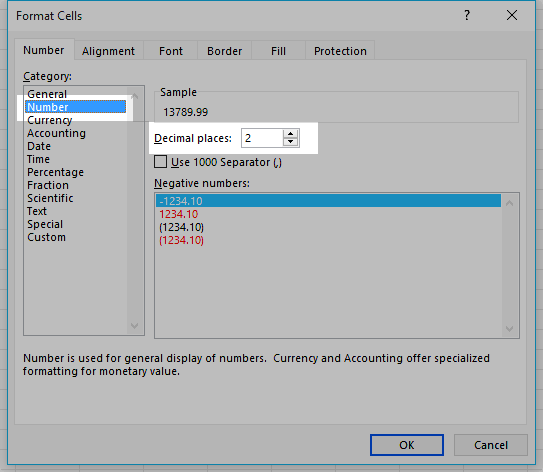 Format Cells
?
Number
Alignment
Font
Border
Fill
Protection
Category:
General
Number
Currency
Accounting
Date
Time
Percentage
Fraction
Scientific
Text
Special
Custom
Sample
13789.99
Decimal places: 2
Use 1000 Separator (,)
Negative numbers:
-1234.10
1234.10
(1234.10)
(1234.10)
Number is used for general display of numbers. Currency and Accounting offer specialized
formatting for monetary value.
OK
Cancel